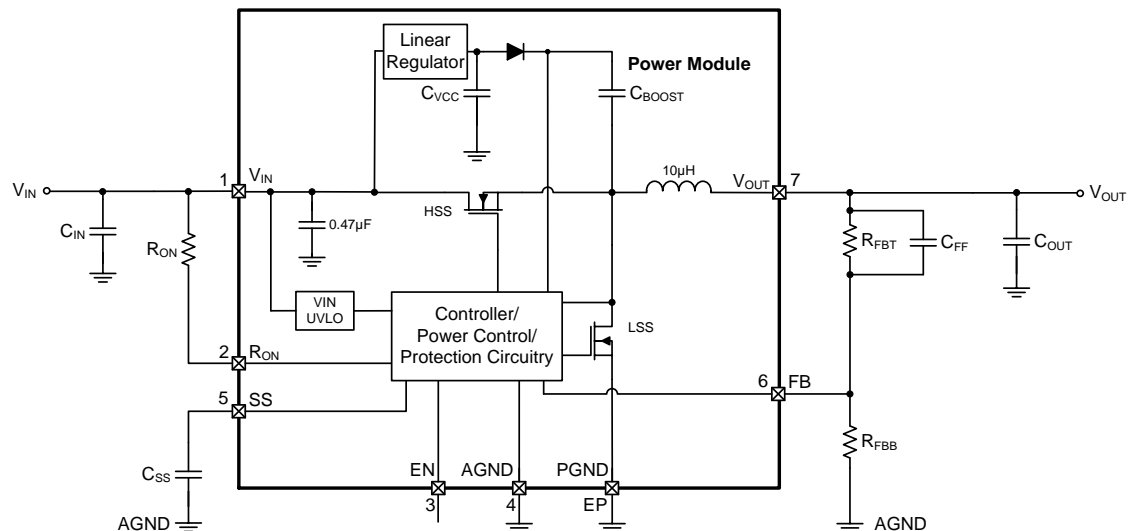 Linear
Regulator
Power Module
CVCC
CBOOST
10µH
1
VIN
VIN
VOUT
7
VOUT
HSS
0.47µF
CIN
RON
RFBT
CFF
COUT
VIN
UVLO
Controller/
Power Control/
Protection Circuitry
LSS
2
RON
6
FB
5
SS
RFBB
CSS
EN
AGND
PGND
3
4
EP
AGND
AGND